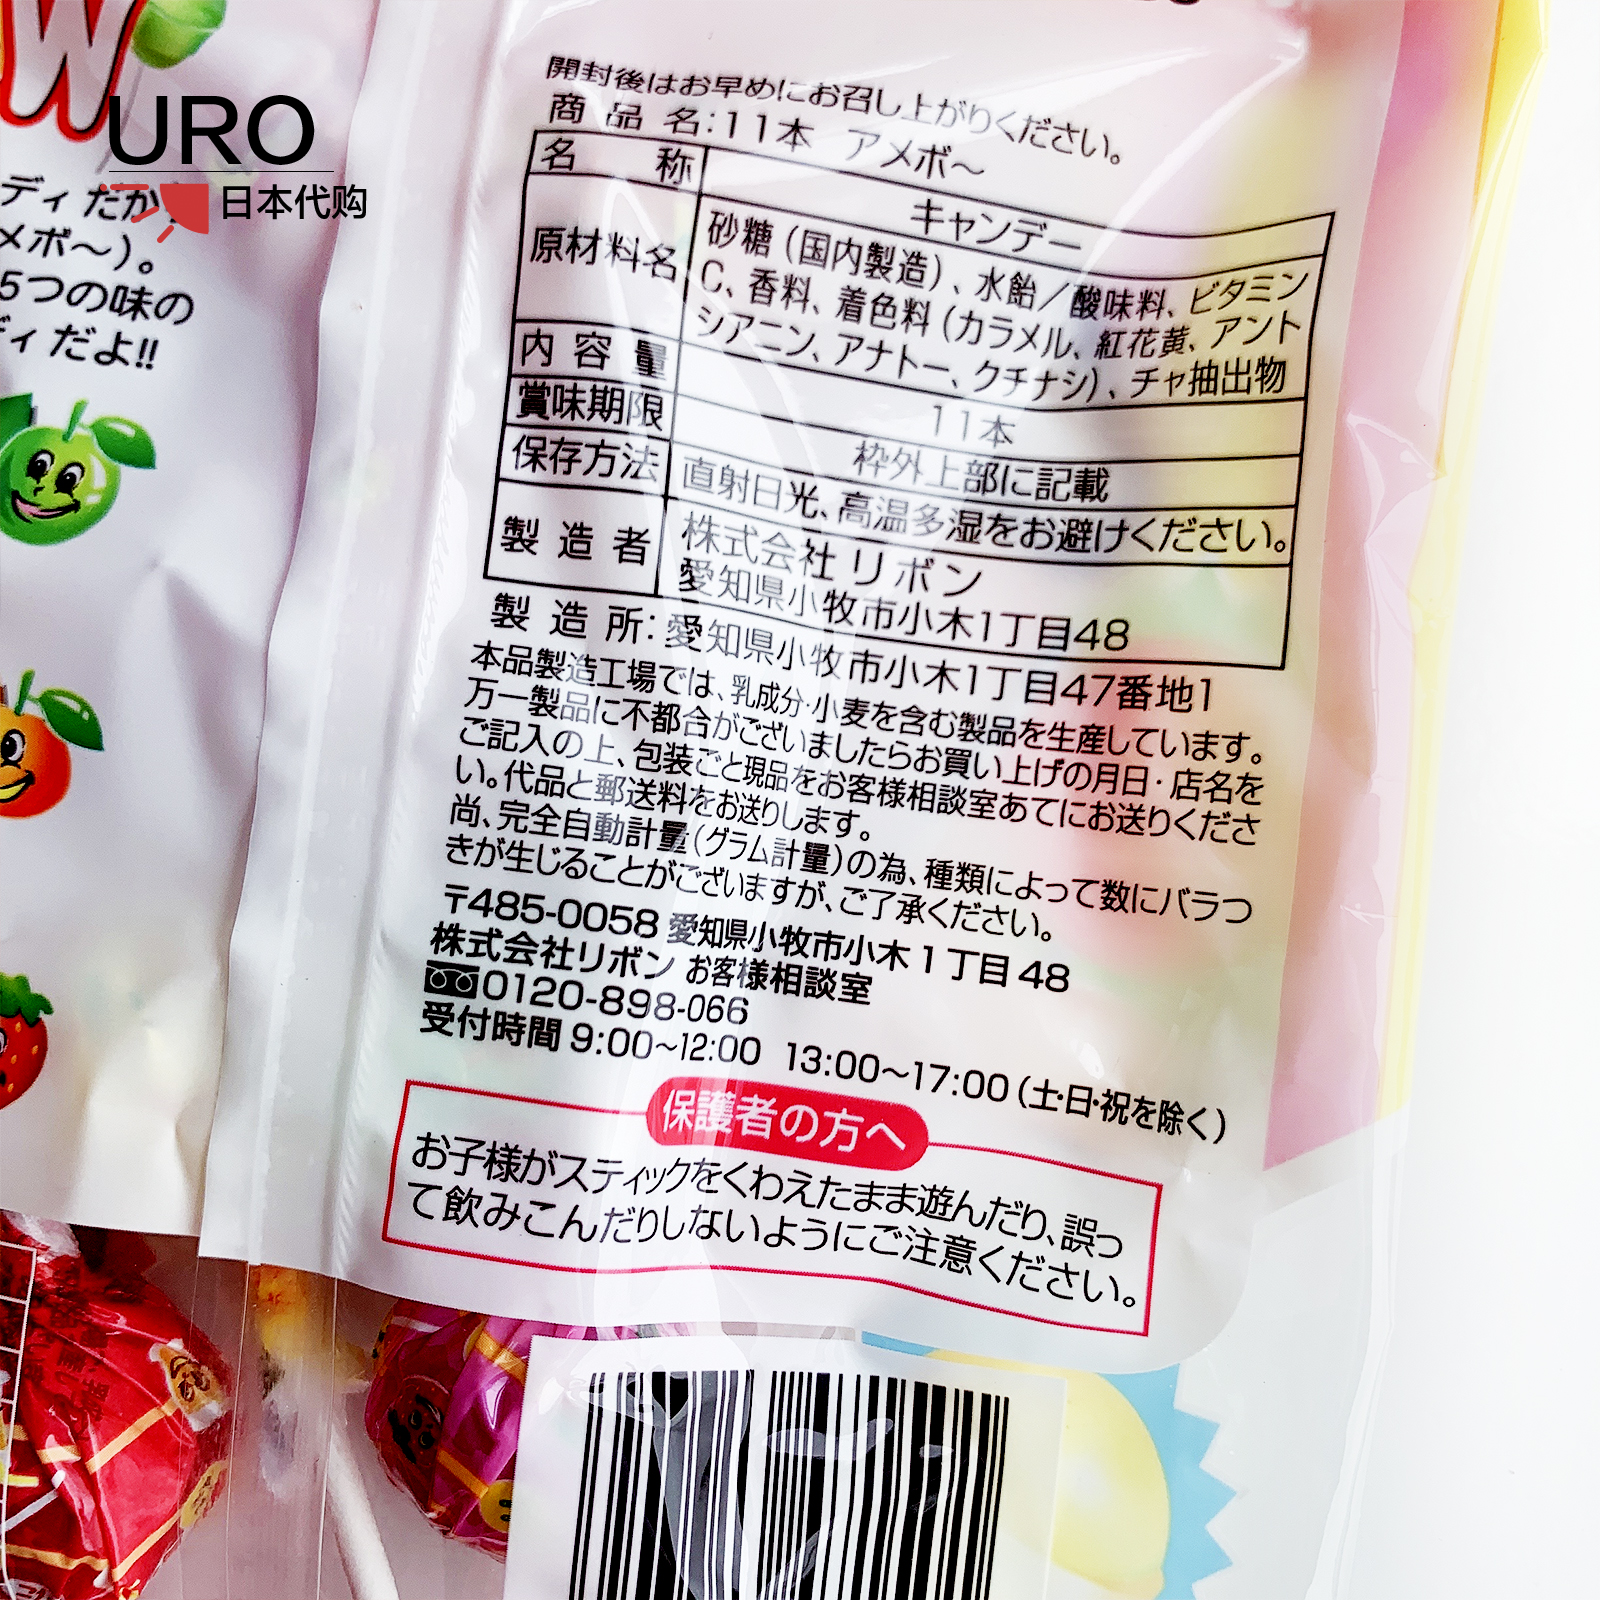 W
URO
日本代购
ディだか
メボ〜)。
5つの味の
ディだよ!!
開封後はお早めにお召し上がりください。
商品名:11本 アメボ〜
名称 キャンデー
原材料名 砂糖(国内製造)、水飴/酸味料、ビタミン
C、香料、着色料(カラメル、紅花黄、アント
シアニン、アナトー、クチナシ)、チャ抽出物
内容量 11本
賞味期限 枠外上部に記載
保存方法 直射日光、高温多湿をお避けください。
製造者 株式会社リボン
愛知県小牧市小木1丁目48
製造所:愛知県小牧市小木1丁目47番地1
本品製造工場では、乳成分・小麦を含む製品を生産しています。
万一製品に不都合がございましたらお買い上げの月日・店名を
ご記入の上、包装ごと現品をお客様相談室あてにお送りくださ
い。代品と郵送料をお送りします。
尚、完全自動計量(グラム計量)の為、種類によって数にバラつ
きが生じることがございますが、ご了承ください。
〒485-0058 愛知県小牧市小木1丁目48
株式会社リボン お客様相談室
0120-898-066
受付時間 9:00〜12:00 13:00〜17:00(土・日・祝を除く)
保護者の方へ
お子様がスティックをくわえたまま遊んだり、誤っ
て飲みこんだりしないようにご注意ください。